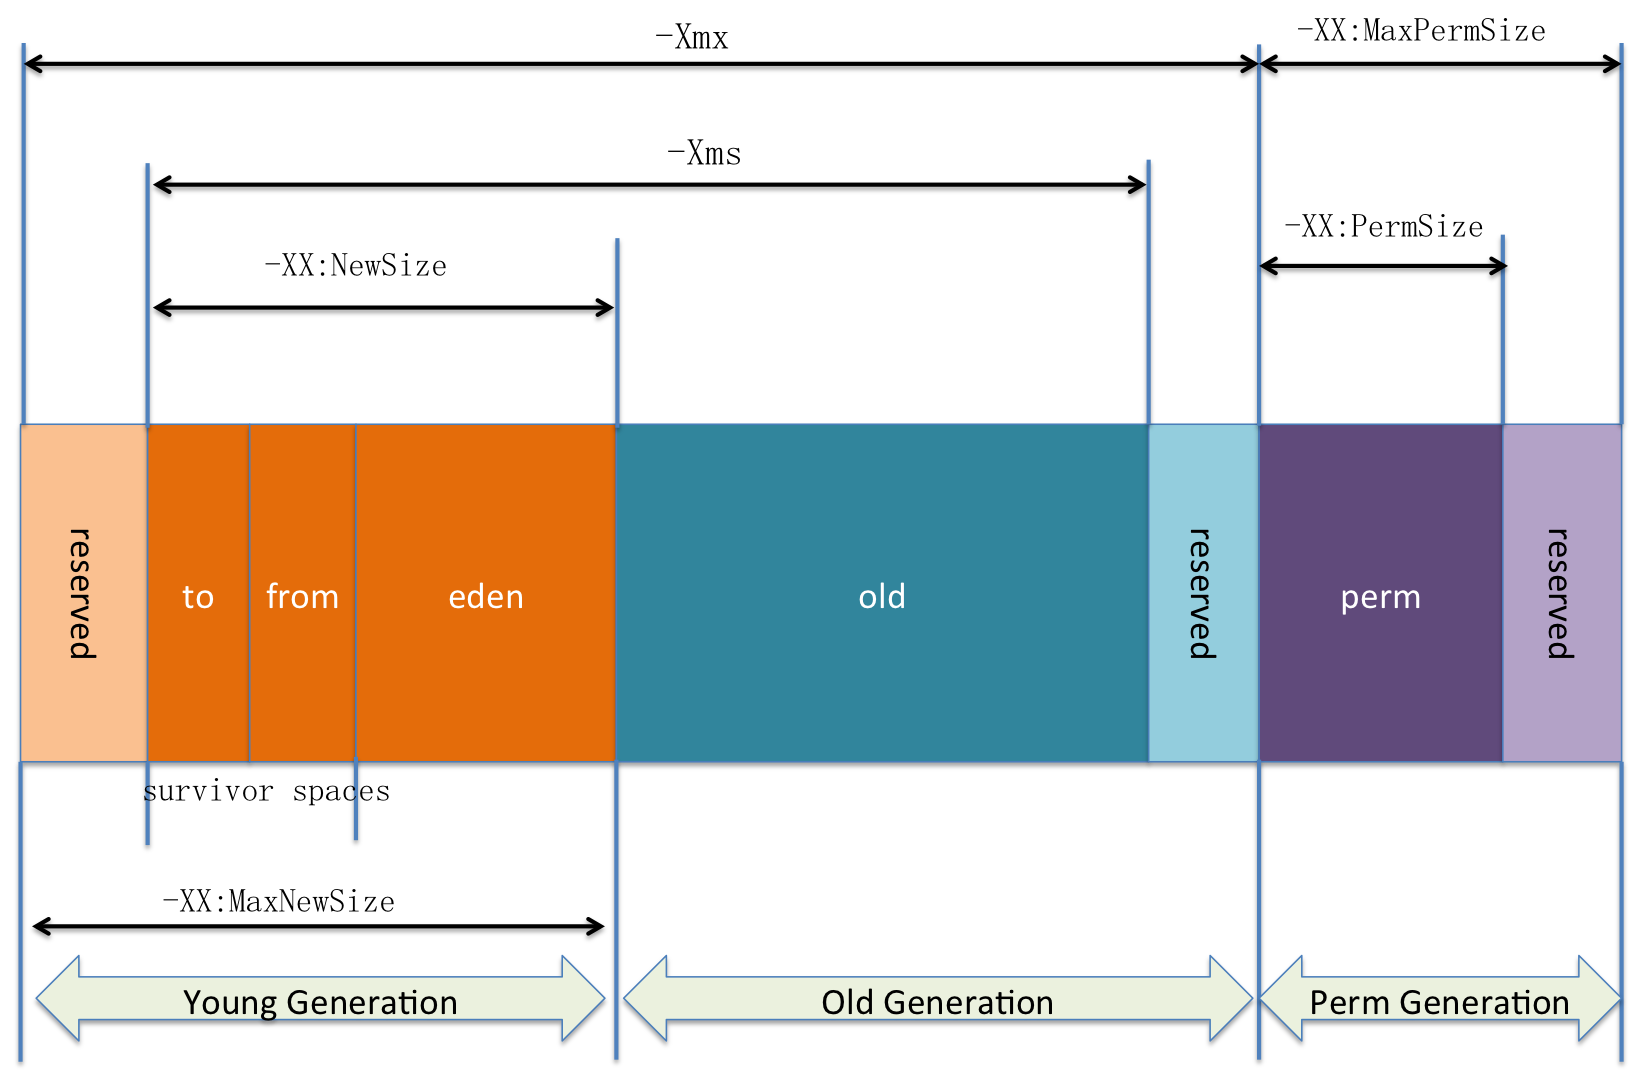 -Xmx
-XX:MaxPermSize
-Xms
-XX:PermSize
-XX:NewSize
reserved
to
from
eden
old
reserved
perm
reserved
survivor spaces
-XX:MaxNewSize
Young Generation
Old Generation
Perm Generation